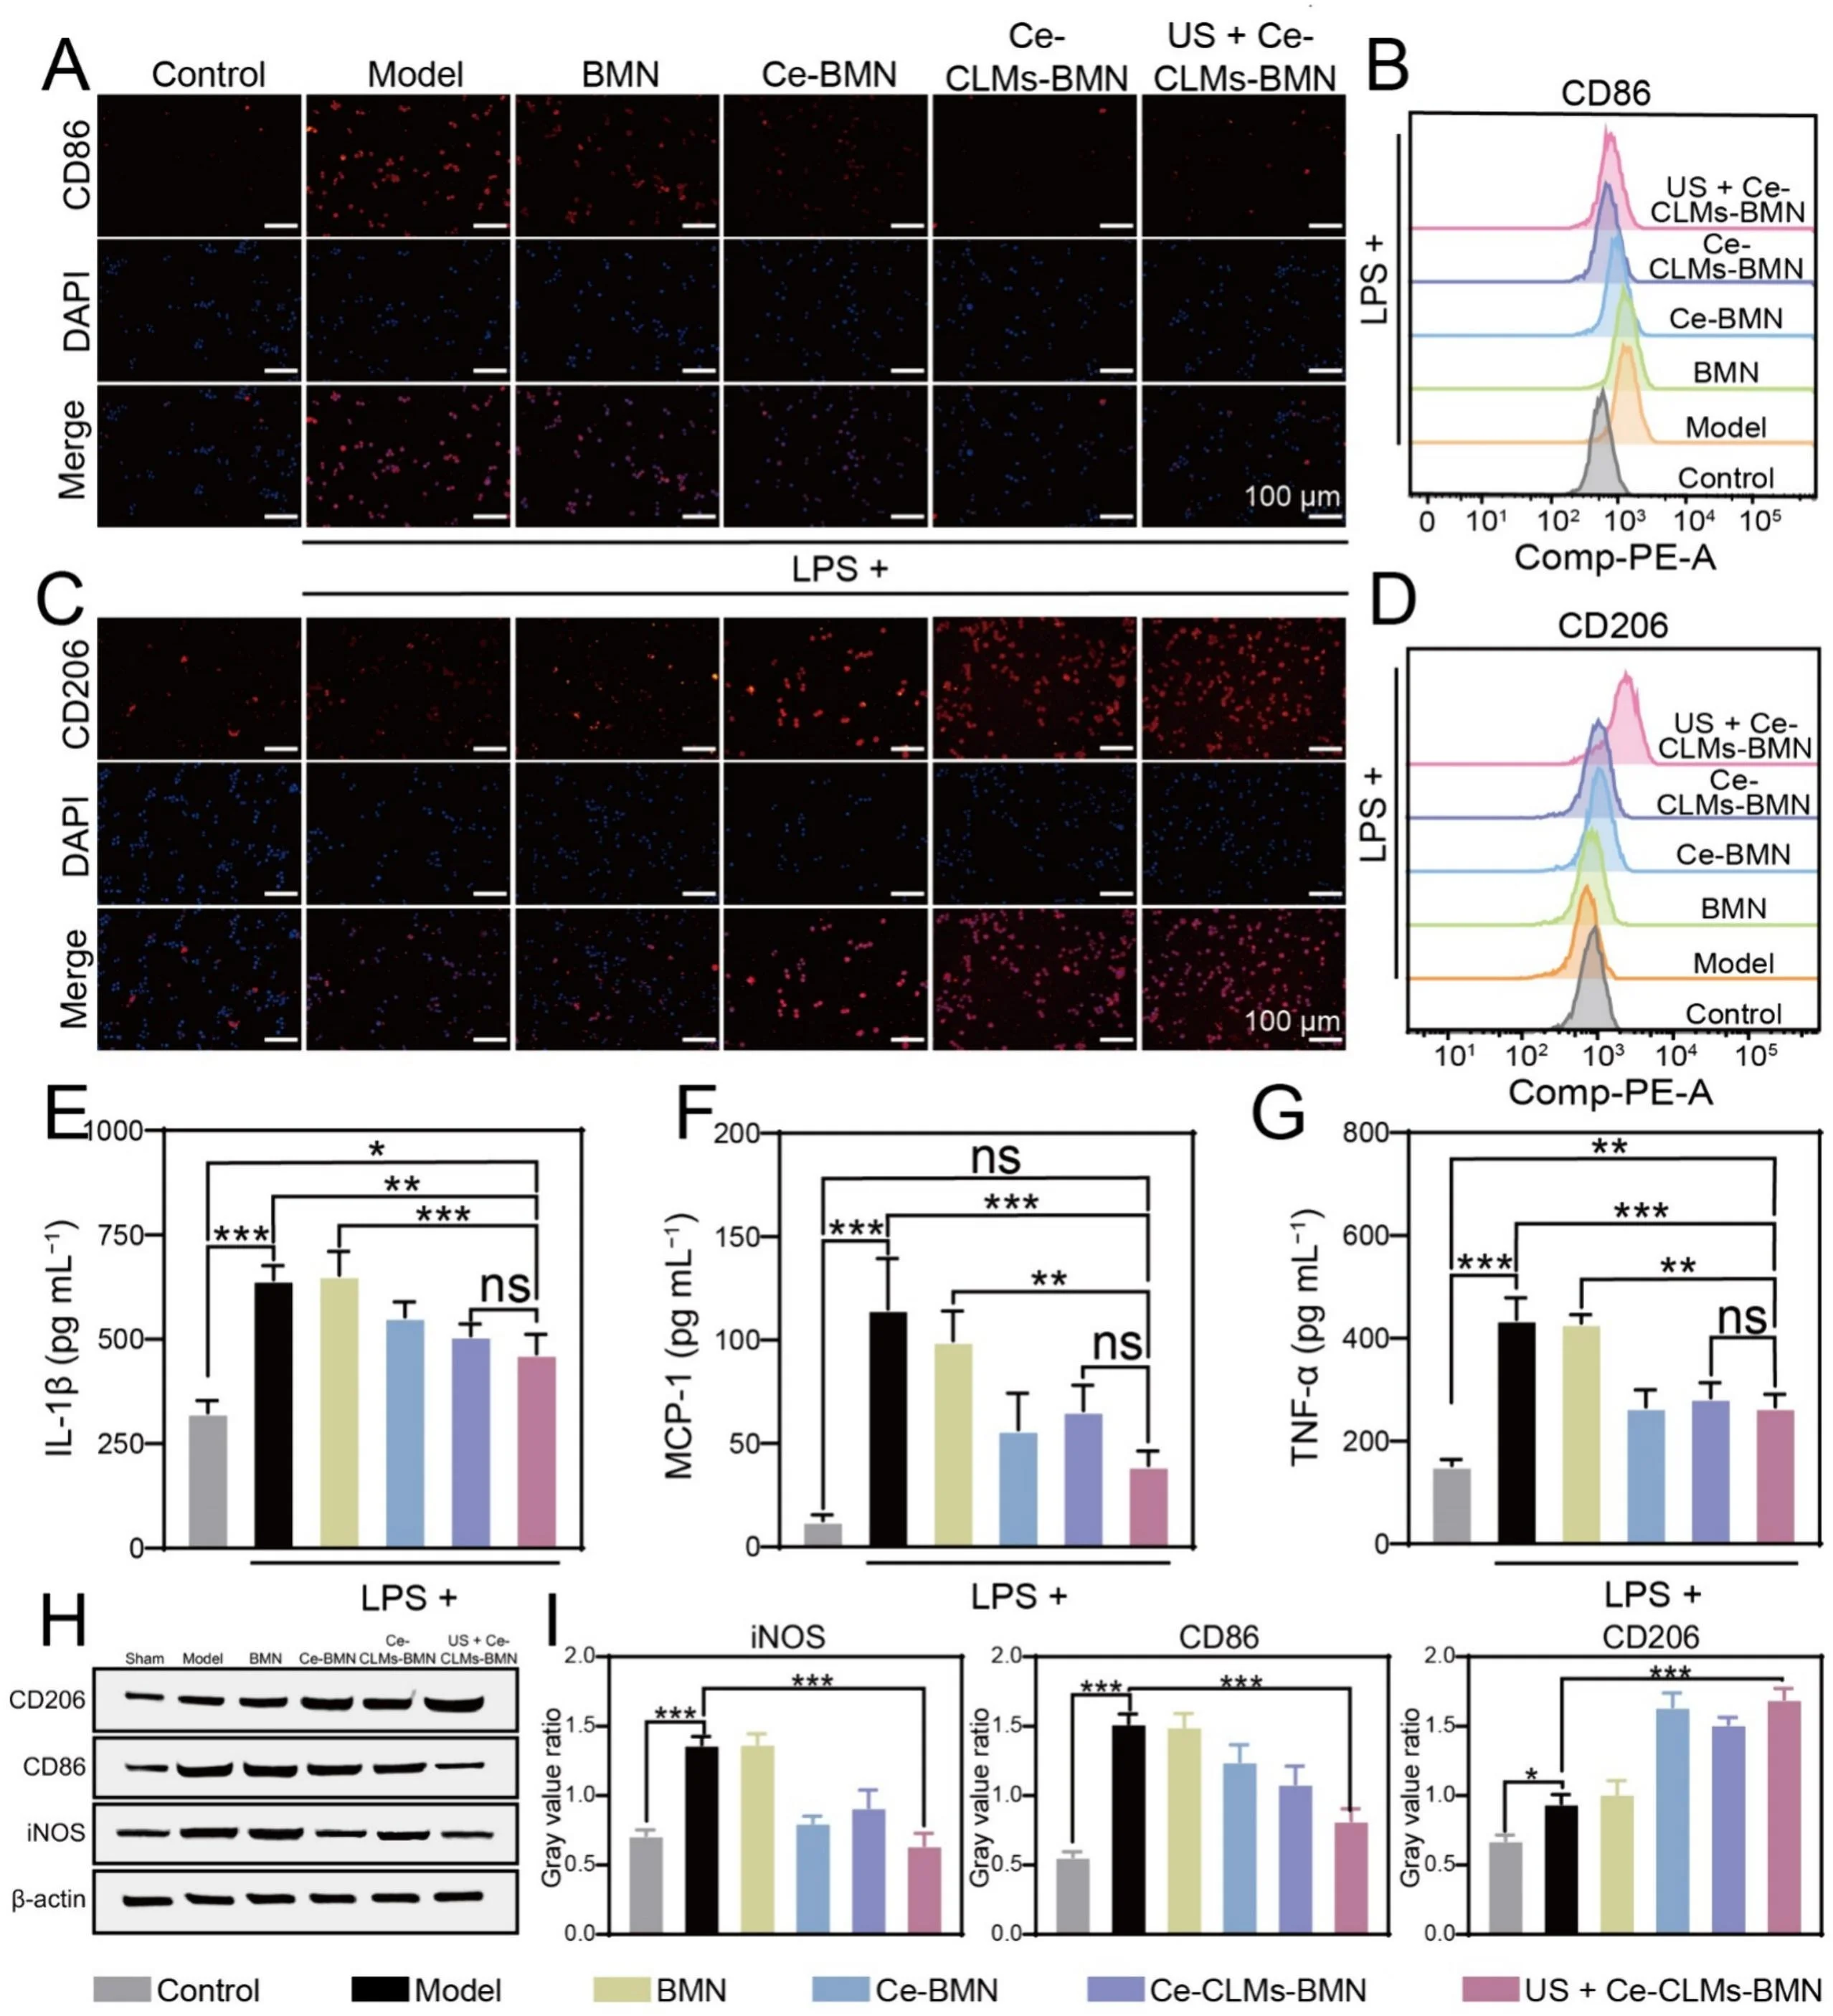 A
Control
Model
BMN
Ce-BMN
Ce-
CLMs-BMN
US + Ce-
CLMs-BMN
CD86
DAPI
Merge
100 µm
LPS +
B
CD86
LPS +
US + Ce-
CLMs-BMN
Ce-
CLMs-BMN
Ce-BMN
BMN
Model
Control
0 10¹ 10² 10³ 10⁴ 10⁵
Comp-PE-A
C
CD206
DAPI
Merge
100 µm
D
CD206
LPS +
US + Ce-
CLMs-BMN
Ce-
CLMs-BMN
Ce-BMN
BMN
Model
Control
10¹ 10² 10³ 10⁴ 10⁵
Comp-PE-A
E
IL-1β (pg mL⁻¹)
1000
750
500
250
0
*
**
***
***
ns
LPS +
F
MCP-1 (pg mL⁻¹)
200
150
100
50
0
ns
***
***
**
ns
LPS +
G
TNF-α (pg mL⁻¹)
800
600
400
200
0
**
***
***
**
ns
LPS +
H
Sham Model BMN Ce-BMN Ce-
CLMs-BMN US + Ce-
CLMs-BMN
CD206
CD86
iNOS
β-actin
I
iNOS
Gray value ratio
2.0
1.5
1.0
0.5
0.0
***
***
CD86
Gray value ratio
2.0
1.5
1.0
0.5
0.0
***
***
CD206
Gray value ratio
2.0
1.5
1.0
0.5
0.0
***
*
Control Model BMN Ce-BMN Ce-CLMs-BMN US + Ce-CLMs-BMN